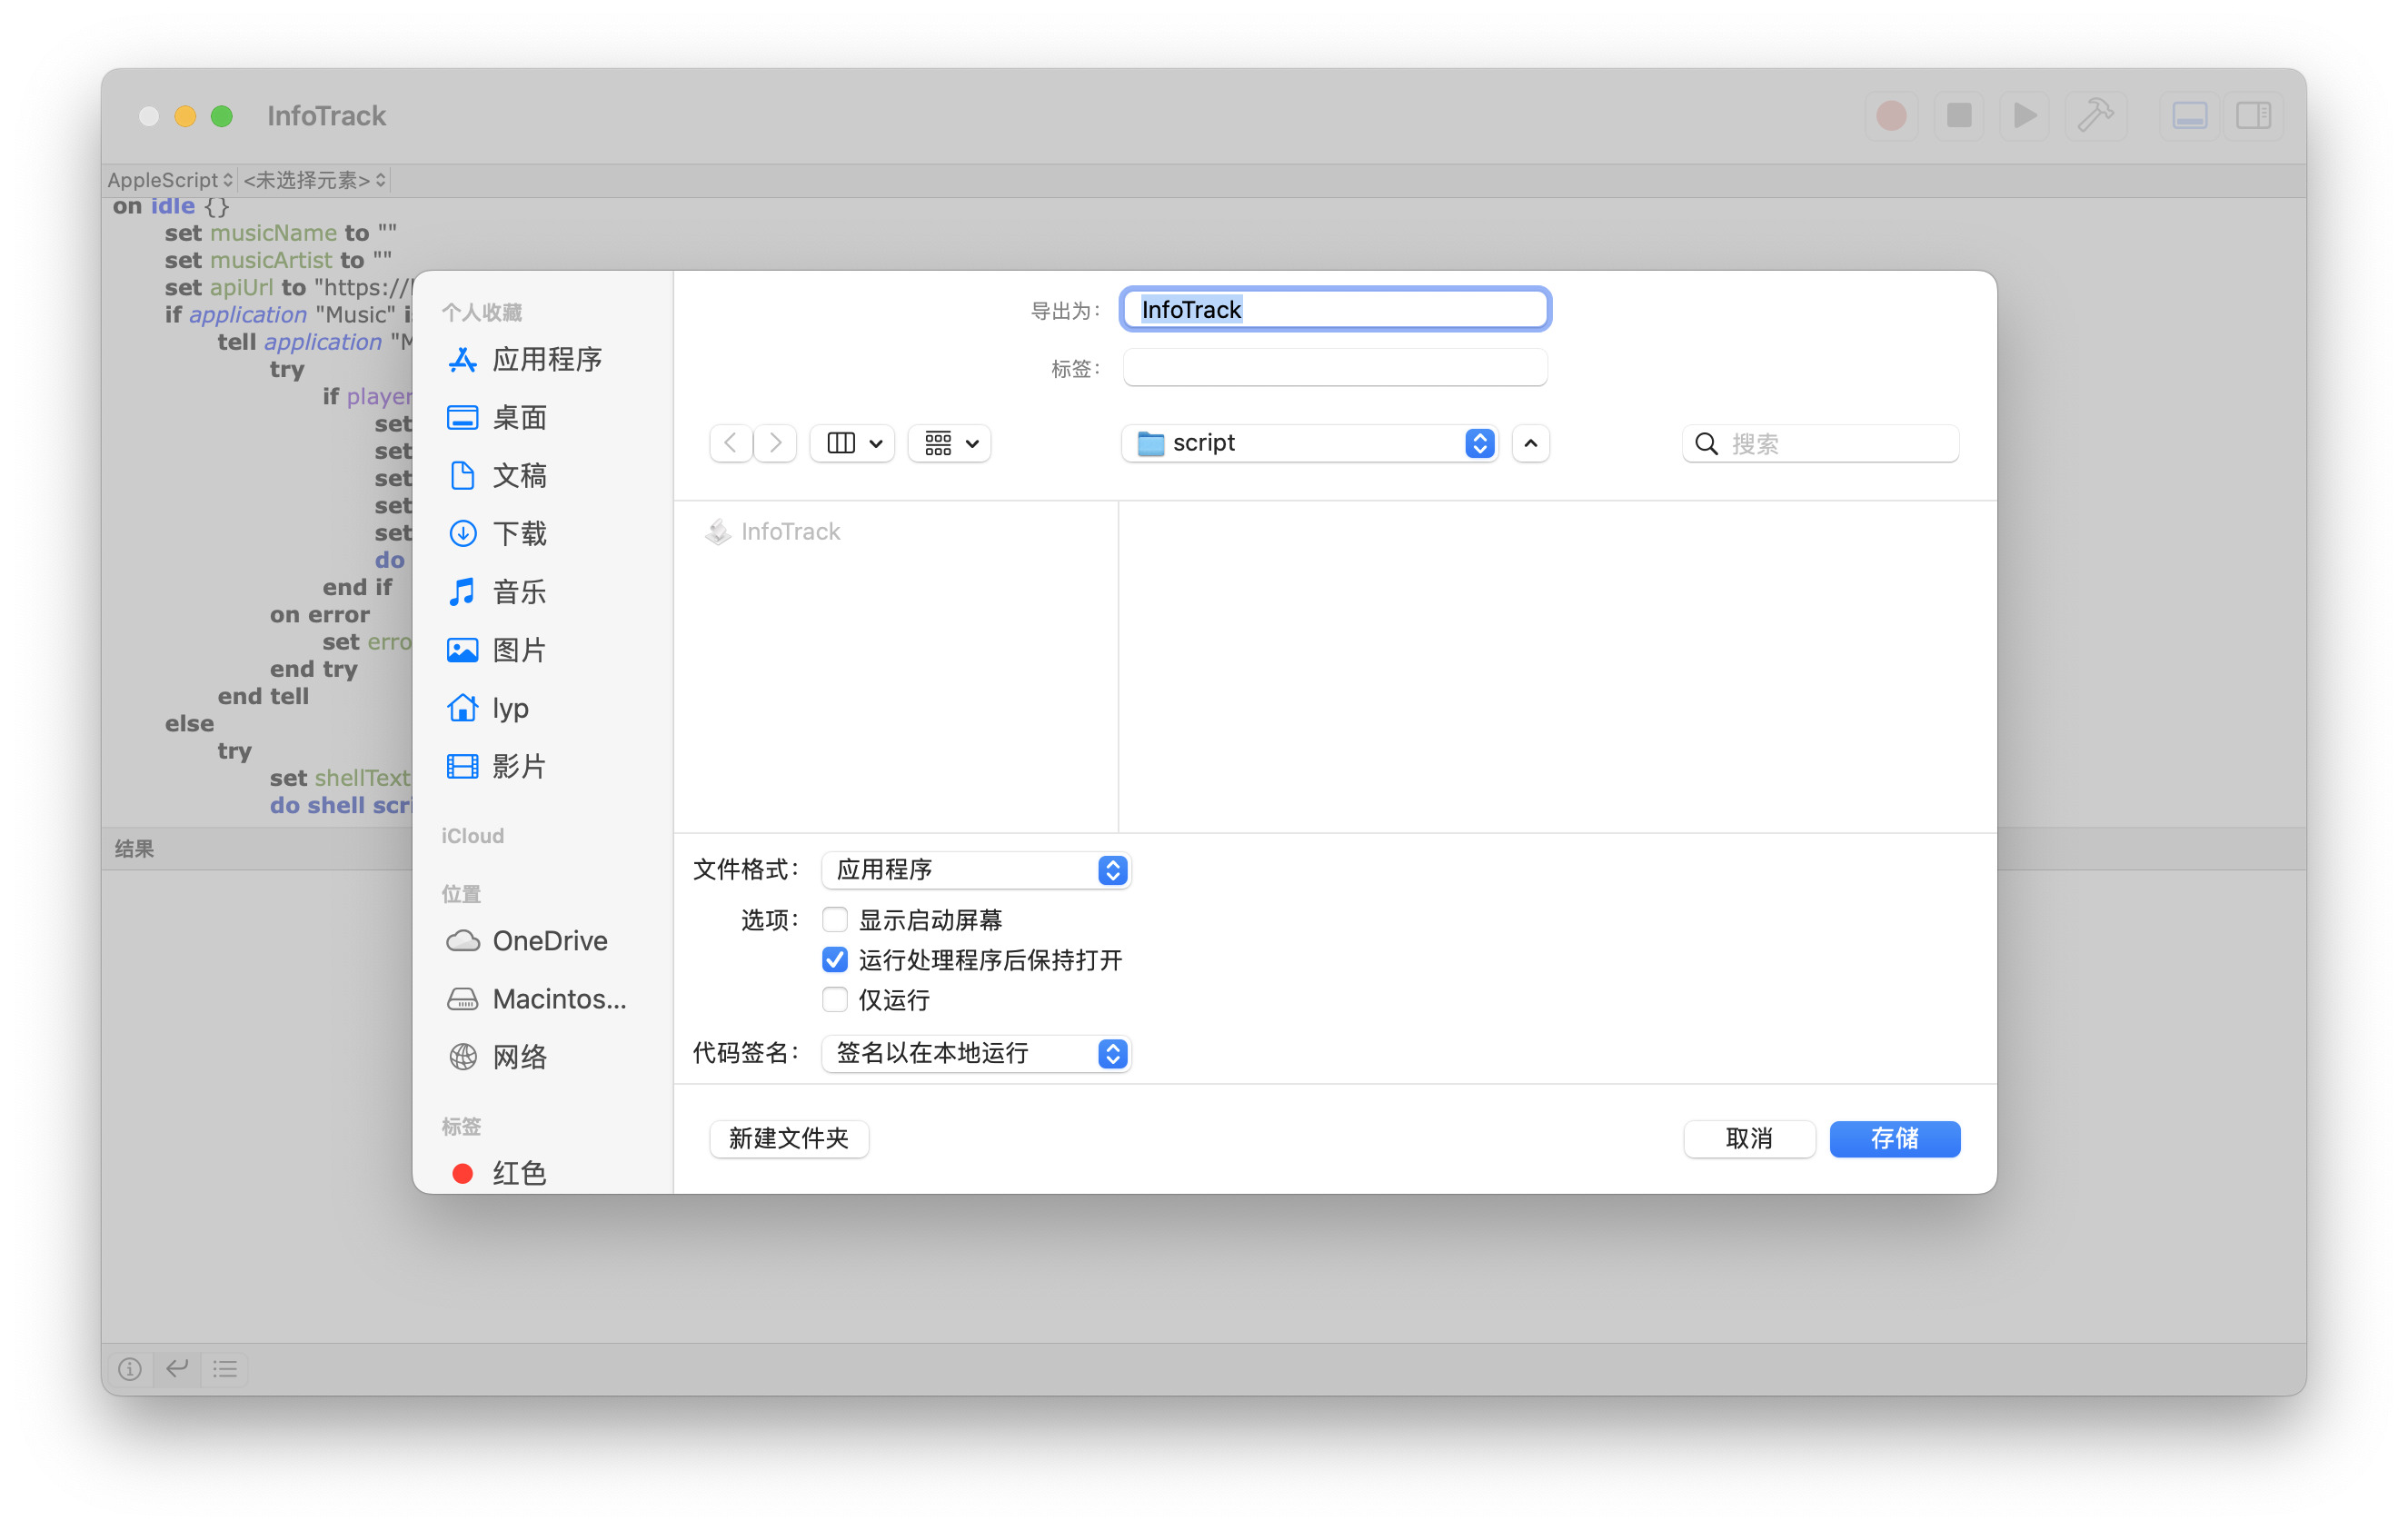 InfoTrack
AppleScript <未选择元素>
on idle {}
set musicName to ""
set musicArtist to ""
set apiUrl to "https://
if application "Music" i
tell application "M
try
if player
set
set
set
set
set
do
end if
on error
set erro
end try
end tell
else
try
set shellText
do shell scri
结果
个人收藏
应用程序
桌面
文稿
下载
音乐
图片
lyp
影片
iCloud
位置
OneDrive
Macintos...
网络
标签
红色
导出为: InfoTrack
标签:
script
搜索
InfoTrack
文件格式: 应用程序
选项: 显示启动屏幕
运行处理程序后保持打开
仅运行
代码签名: 签名以在本地运行
新建文件夹 取消 存储